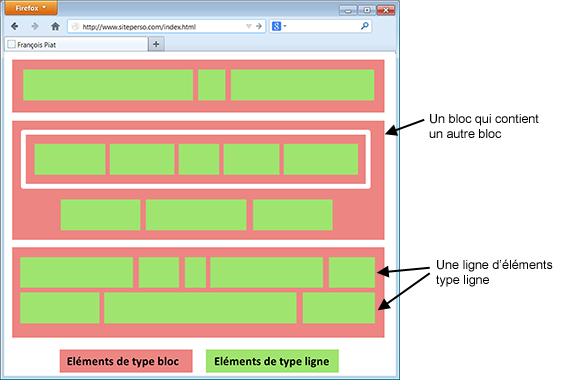 Firefox
http://www.siteperso.com/index.html
François Piat
Un bloc qui contient
un autre bloc
Une ligne d'éléments
type ligne
Eléments de type bloc
Eléments de type ligne